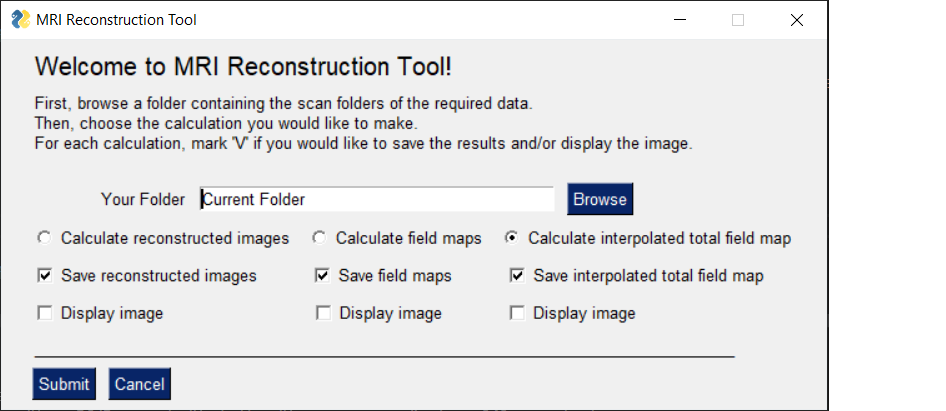 MRI Reconstruction Tool
Welcome to MRI Reconstruction Tool!
First, browse a folder containing the scan folders of the required data.
Then, choose the calculation you would like to make.
For each calculation, mark 'V' if you would like to save the results and/or display the image.
Your Folder Current Folder Browse
Calculate reconstructed images Calculate field maps Calculate interpolated total field map
Save reconstructed images Save field maps Save interpolated total field map
Display image Display image Display image
Submit Cancel